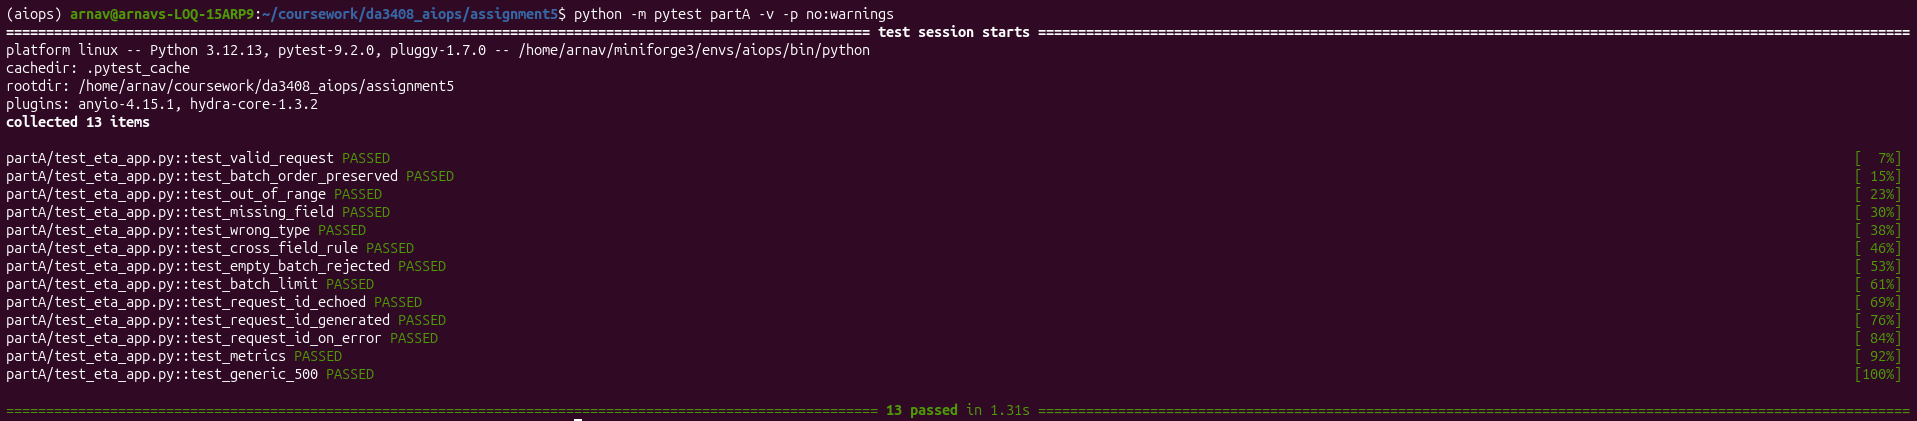 (aiops) arnav@arnavs-LOQ-15ARP9:~/coursework/da3408_aiops/assignment5$ python -m pytest partA -v -p no:warnings
============================================================================================================ test session starts =============================================================================================================
platform linux -- Python 3.12.13, pytest-9.2.0, pluggy-1.7.0 -- /home/arnav/miniforge3/envs/aiops/bin/python
cachedir: .pytest_cache
rootdir: /home/arnav/coursework/da3408_aiops/assignment5
plugins: anyio-4.15.1, hydra-core-1.3.2
collected 13 items
partA/test_eta_app.py::test_valid_request PASSED [  7%]
partA/test_eta_app.py::test_batch_order_preserved PASSED [ 15%]
partA/test_eta_app.py::test_out_of_range PASSED [ 23%]
partA/test_eta_app.py::test_missing_field PASSED [ 30%]
partA/test_eta_app.py::test_wrong_type PASSED [ 38%]
partA/test_eta_app.py::test_cross_field_rule PASSED [ 46%]
partA/test_eta_app.py::test_empty_batch_rejected PASSED [ 53%]
partA/test_eta_app.py::test_batch_limit PASSED [ 61%]
partA/test_eta_app.py::test_request_id_echoed PASSED [ 69%]
partA/test_eta_app.py::test_request_id_generated PASSED [ 76%]
partA/test_eta_app.py::test_request_id_on_error PASSED [ 84%]
partA/test_eta_app.py::test_metrics PASSED [ 92%]
partA/test_eta_app.py::test_generic_500 PASSED [100%]
============================================================================================================= 13 passed in 1.31s =============================================================================================================